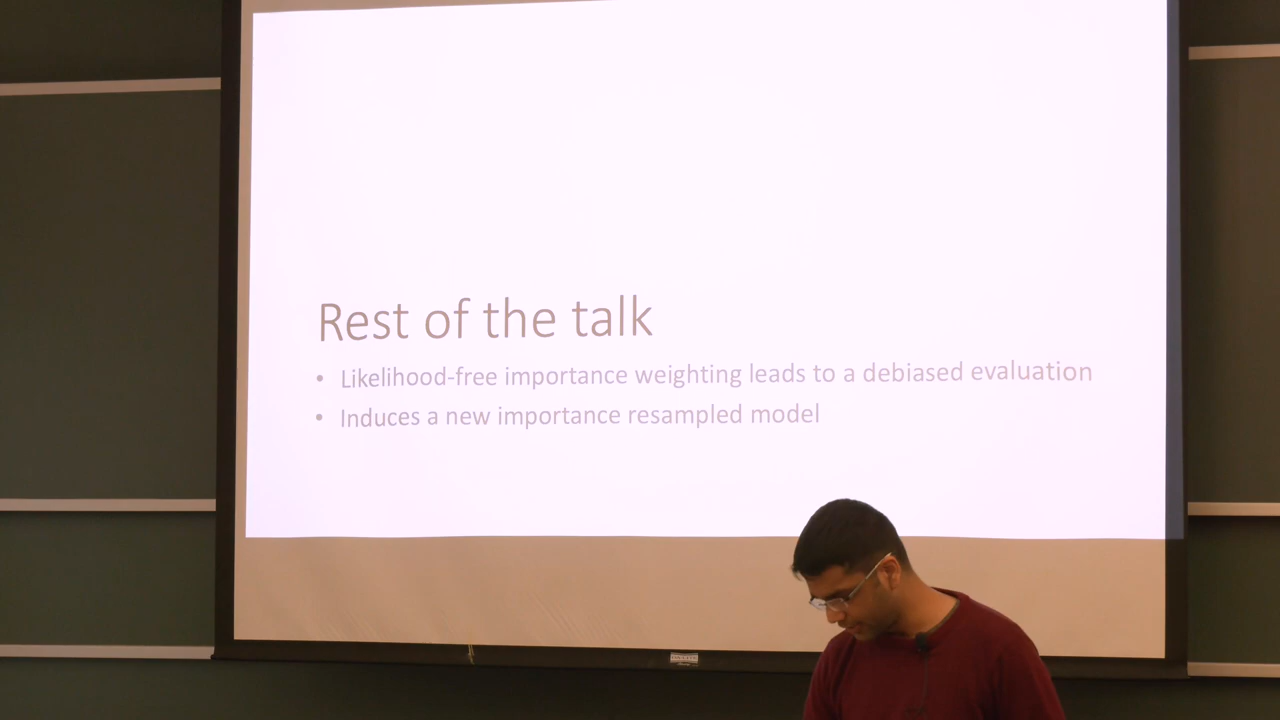 Rest of the talk
• Likelihood-free importance weighting leads to a debiased evaluation
• Induces a new importance resampled model